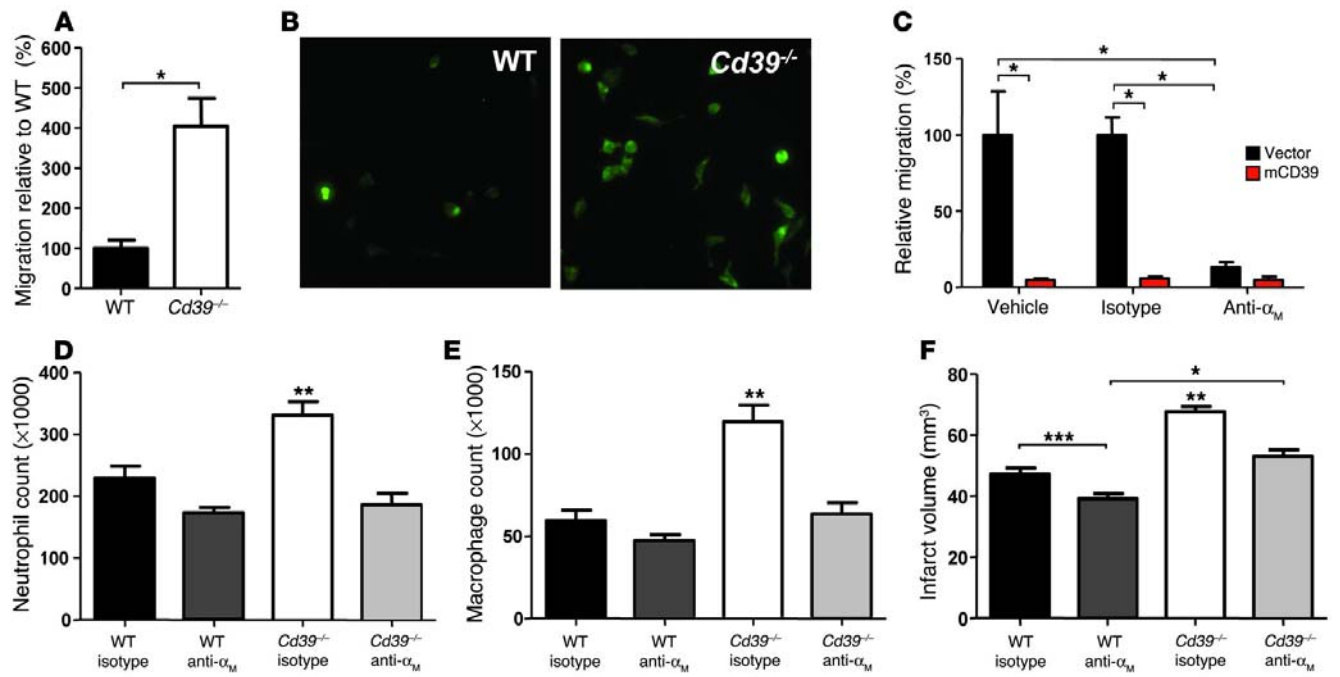 A
Migration relative to WT (%)
600
500
400
300
200
100
0
*
WT
Cd39⁻/⁻
B
WT
Cd39⁻/⁻
C
Relative migration (%)
150
100
50
0
*
*
*
*
Vector
mCD39
Vehicle
Isotype
Anti-αM
D
Neutrophil count (×1000)
400
300
200
100
0
**
WT
isotype
WT
anti-αM
Cd39⁻/⁻
isotype
Cd39⁻/⁻
anti-αM
E
Macrophage count (×1000)
150
100
50
0
**
WT
isotype
WT
anti-αM
Cd39⁻/⁻
isotype
Cd39⁻/⁻
anti-αM
F
Infarct volume (mm³)
80
60
40
20
0
***
**
*
WT
isotype
WT
anti-αM
Cd39⁻/⁻
isotype
Cd39⁻/⁻
anti-αM